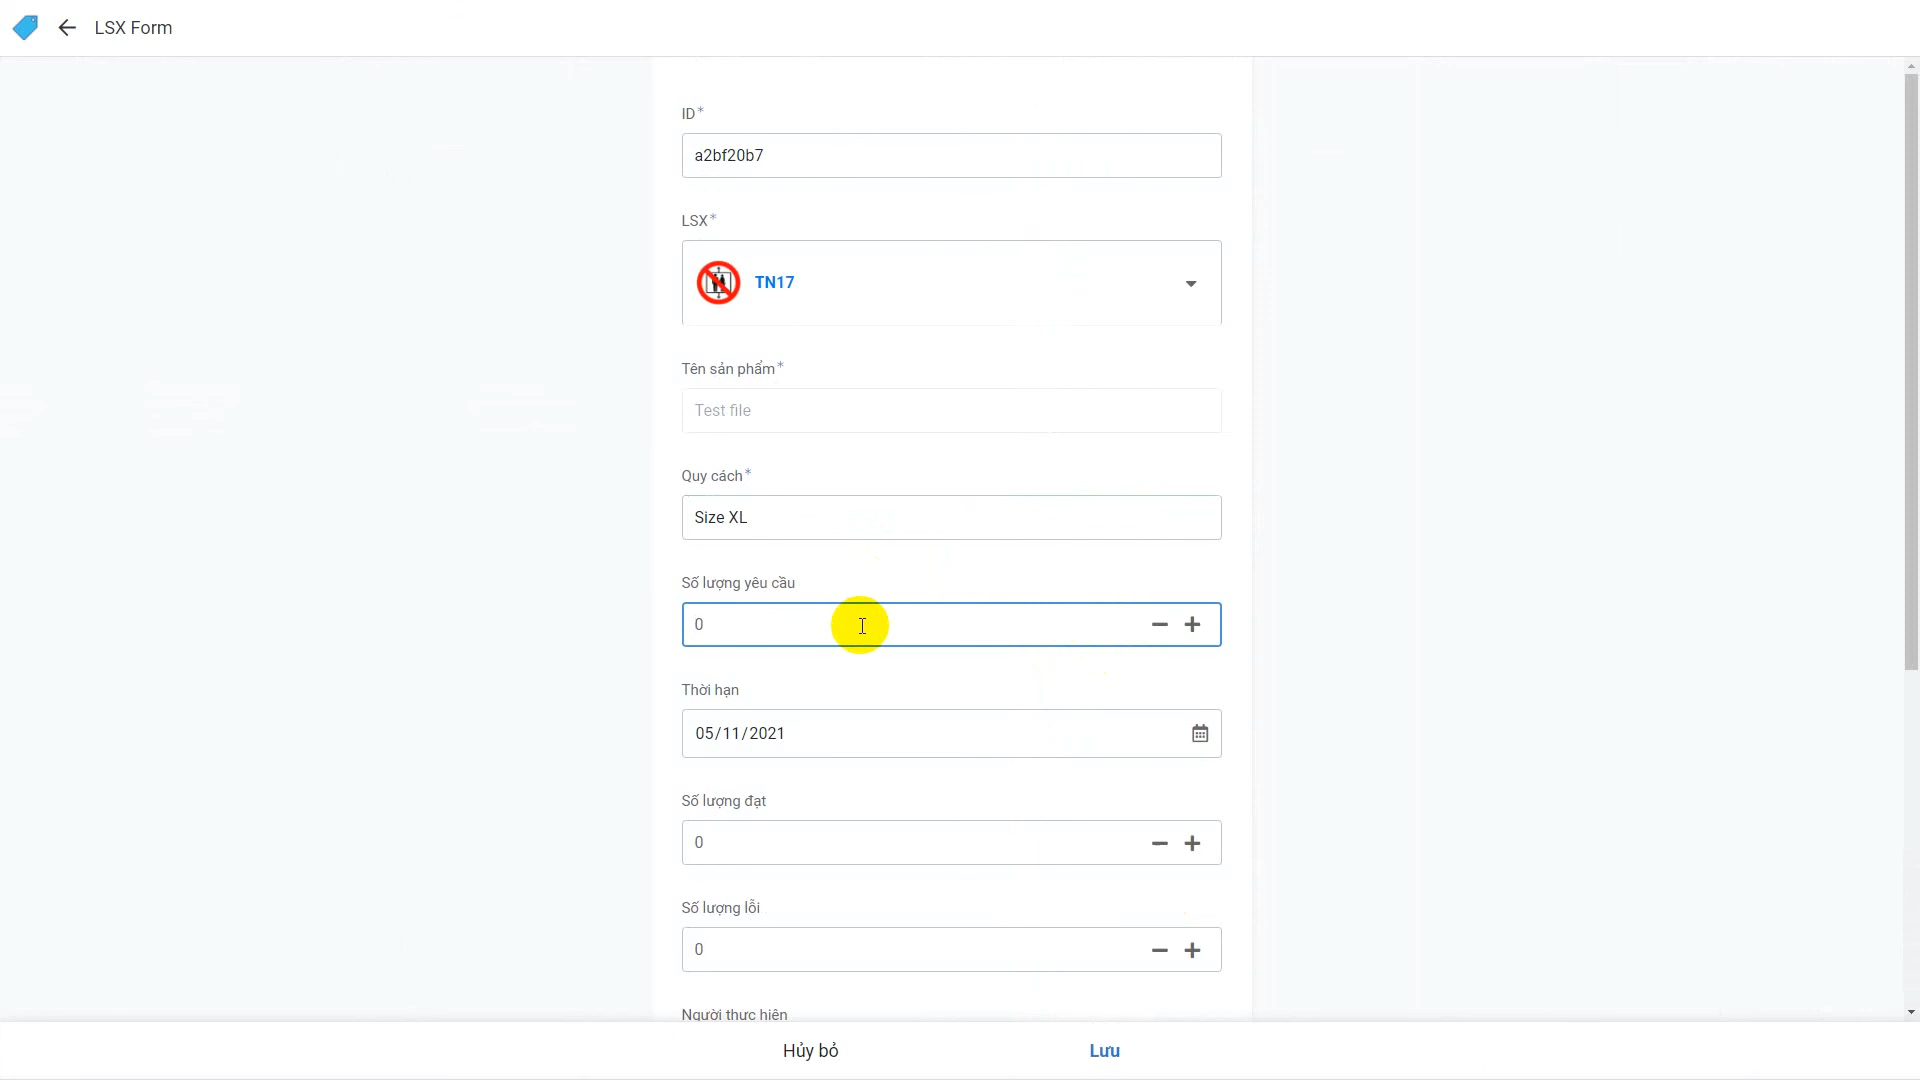 LSX Form
ID*
a2bf20b7
LSX*
TN17
Tên sản phẩm*
Test file
Quy cách*
Size XL
Số lượng yêu cầu
0
Thời hạn
05/11/2021
Số lượng đạt
0
Số lượng lỗi
0
Người thực hiện
Hủy bỏ
Lưu